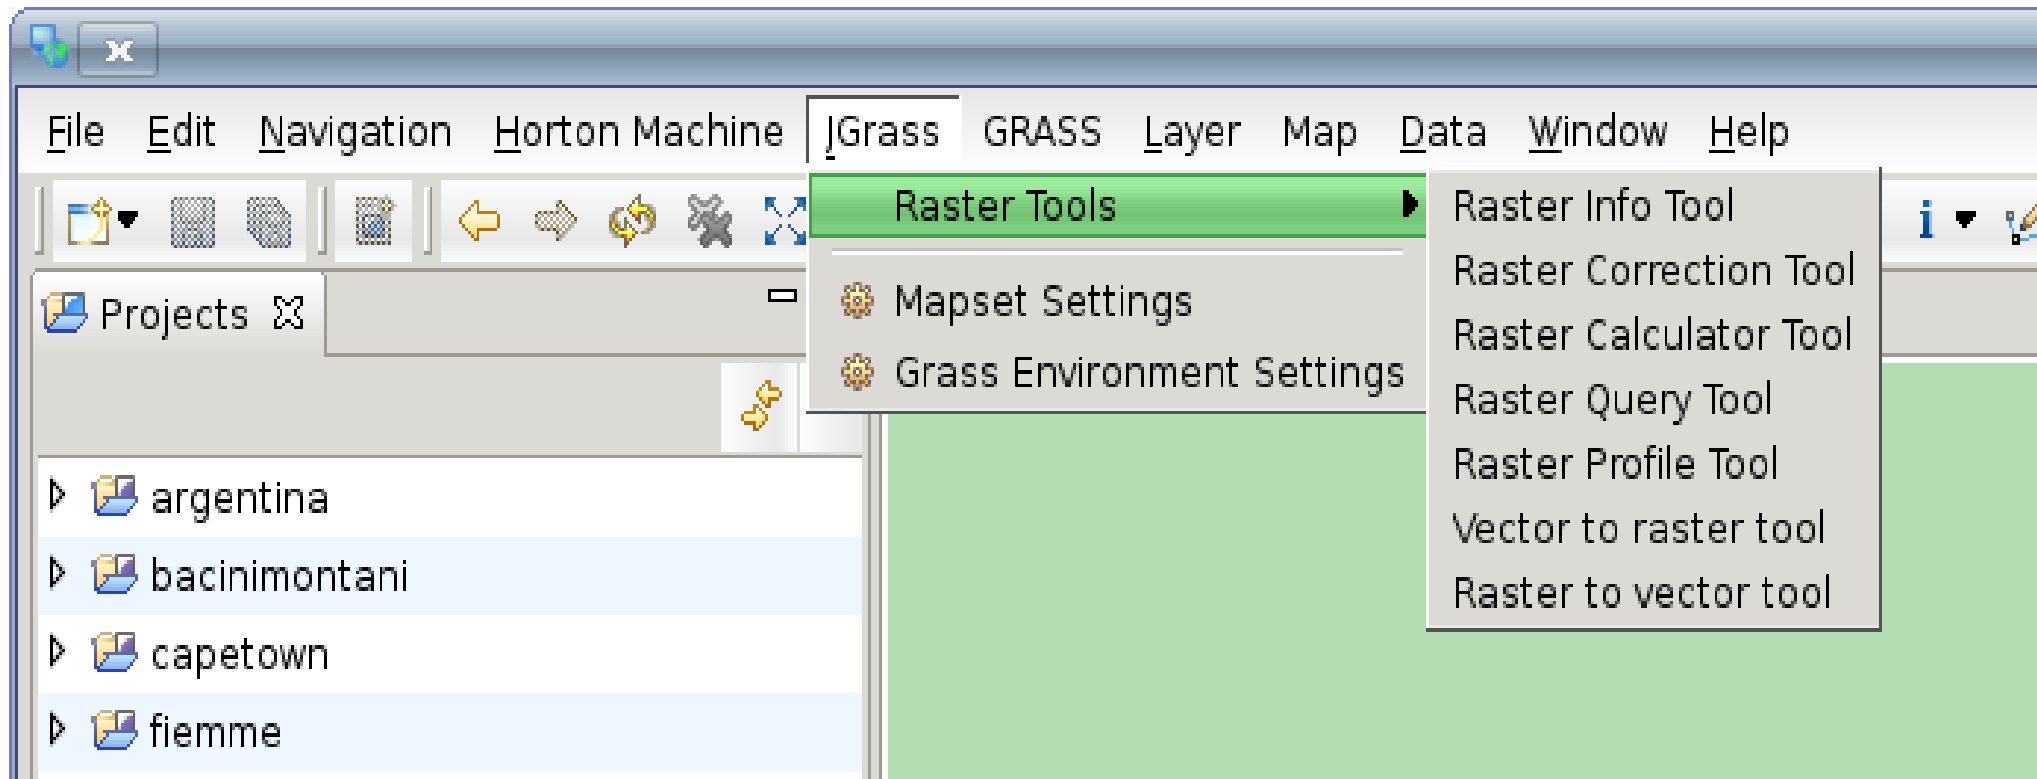 File Edit Navigation Horton Machine JGrass GRASS Layer Map Data Window Help
Raster Tools
Mapset Settings
Grass Environment Settings
Raster Info Tool
Raster Correction Tool
Raster Calculator Tool
Raster Query Tool
Raster Profile Tool
Vector to raster tool
Raster to vector tool
Projects
argentina
bacinimontani
capetown
fiemme